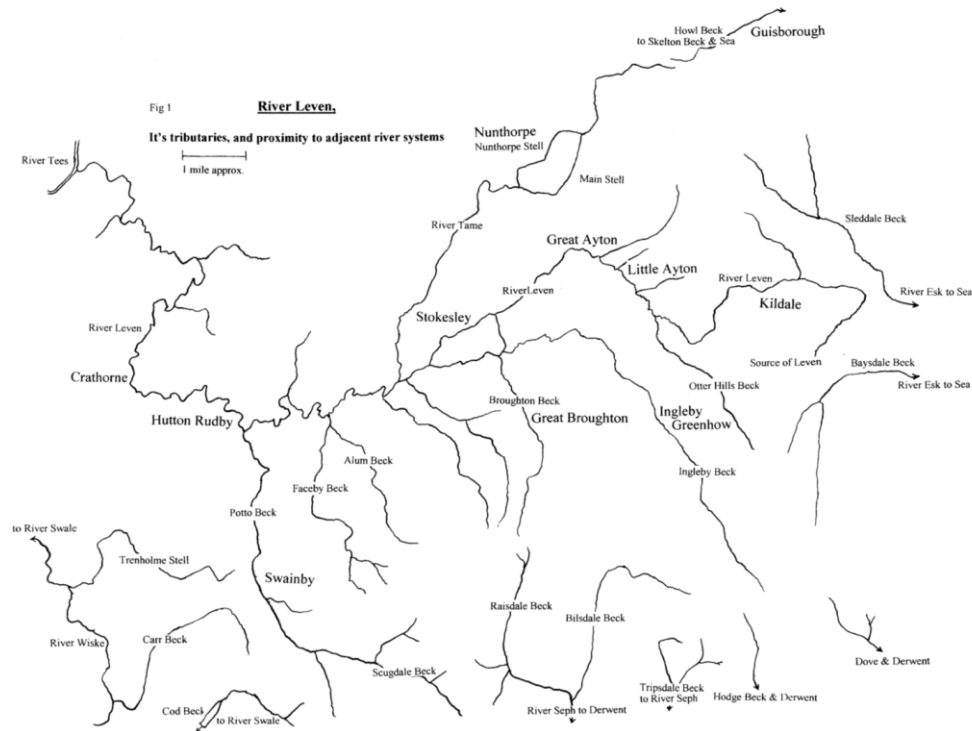 Howl Beck
to Skelton Beck & Sea
Guisborough
Fig 1
River Leven,
It's tributaries, and proximity to adjacent river systems
1 mile approx.
River Tees
Nunthorpe
Nunthorpe Stell
Main Stell
River Tame
Sleddale Beck
Great Ayton
Little Ayton
River Leven
RiverLeven
Kildale
River Esk to Sea
Stokesley
River Leven
Source of Leven
Baysdale Beck
River Esk to Sea
Crathorne
Otter Hills Beck
Broughton Beck
Great Broughton
Ingleby
Greenhow
Hutton Rudby
Alum Beck
Ingleby Beck
Faceby Beck
Potto Beck
to River Swale
Trenholme Stell
Swainby
Raisdale Beck
Bilsdale Beck
River Wiske
Carr Beck
Scugdale Beck
Dove & Derwent
Tripsdale Beck
to River Seph
Hodge Beck & Derwent
Cod Beck
to River Swale
River Seph to Derwent